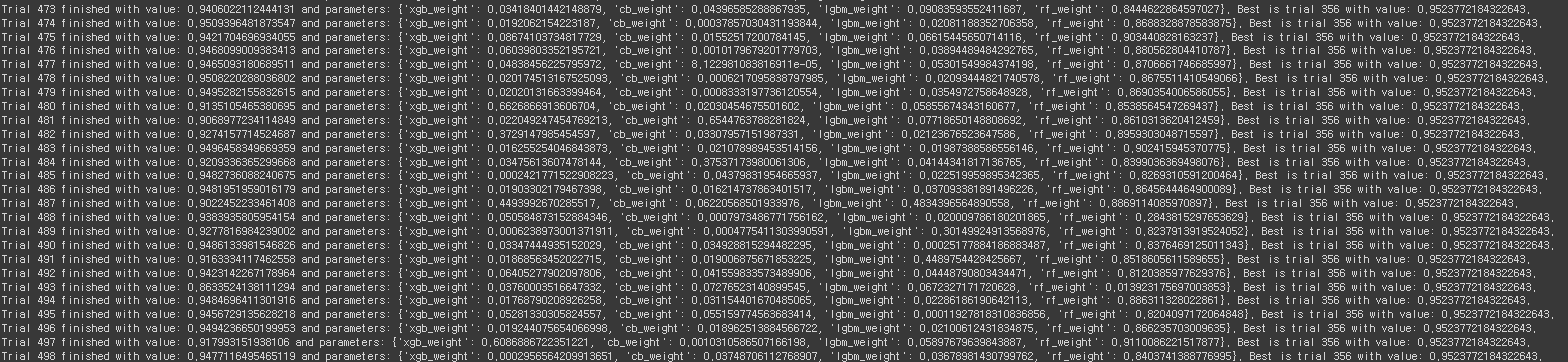 Trial 473 finished with value: 0,9406022112444131 and parameters: {'xgb_weight': 0,03418401442148879, 'cb_weight': 0,04396585288867935, 'lgbm_weight': 0,09083593552411687, 'rf_weight': 0,8444622864597027}, Best is trial 356 with value: 0,9523772184322643,
Trial 474 finished with value: 0,9509396481873547 and parameters: {'xgb_weight': 0,0192062154223187, 'cb_weight': 0,00037857030431193844, 'lgbm_weight': 0,02081188352706358, 'rf_weight': 0,8688328878583875}, Best is trial 356 with value: 0,9523772184322643,
Trial 475 finished with value: 0,9421704696934055 and parameters: {'xgb_weight': 0,08674103734817729, 'cb_weight': 0,01552517200784145, 'lgbm_weight': 0,06615445650714116, 'rf_weight': 0,903440828163237}, Best is trial 356 with value: 0,9523772184322643,
Trial 476 finished with value: 0,9468099009383413 and parameters: {'xgb_weight': 0,06039803352195721, 'cb_weight': 0,0010179679201779703, 'lgbm_weight': 0,03894489484292765, 'rf_weight': 0,880562804410787}, Best is trial 356 with value: 0,9523772184322643,
Trial 477 finished with value: 0,9465093180689511 and parameters: {'xgb_weight': 0,04838456225795972, 'cb_weight': 8,122981083816911e-05, 'lgbm_weight': 0,05301549984374198, 'rf_weight': 0,8706661746685997}, Best is trial 356 with value: 0,9523772184322643,
Trial 478 finished with value: 0,9508220288036802 and parameters: {'xgb_weight': 0,020174513167525093, 'cb_weight': 0,0006217095838797985, 'lgbm_weight': 0,02093444821740578, 'rf_weight': 0,8675511410549066}, Best is trial 356 with value: 0,9523772184322643,
Trial 479 finished with value: 0,9495282155832615 and parameters: {'xgb_weight': 0,02020131663399464, 'cb_weight': 0,0008333197736120554, 'lgbm_weight': 0,0354972758648928, 'rf_weight': 0,8690354006586055}, Best is trial 356 with value: 0,9523772184322643,
Trial 480 finished with value: 0,9135105465380695 and parameters: {'xgb_weight': 0,6626866913606704, 'cb_weight': 0,02030454675501602, 'lgbm_weight': 0,05855674343160677, 'rf_weight': 0,8538564547269437}, Best is trial 356 with value: 0,9523772184322643,
Trial 481 finished with value: 0,9068977234114849 and parameters: {'xgb_weight': 0,022049247454769213, 'cb_weight': 0,6544763788281824, 'lgbm_weight': 0,07718650148808692, 'rf_weight': 0,8610313620412459}, Best is trial 356 with value: 0,9523772184322643,
Trial 482 finished with value: 0,9274157714524687 and parameters: {'xgb_weight': 0,3729147985454597, 'cb_weight': 0,03307957151987331, 'lgbm_weight': 0,02123676523647586, 'rf_weight': 0,8959303048715597}, Best is trial 356 with value: 0,9523772184322643,
Trial 483 finished with value: 0,9496458349669359 and parameters: {'xgb_weight': 0,016255254046843873, 'cb_weight': 0,021078989453514156, 'lgbm_weight': 0,01987388586556146, 'rf_weight': 0,902415945370775}, Best is trial 356 with value: 0,9523772184322643,
Trial 484 finished with value: 0,9209336365299668 and parameters: {'xgb_weight': 0,03475613607478144, 'cb_weight': 0,37537173980061306, 'lgbm_weight': 0,04144341817136765, 'rf_weight': 0,8399036369498076}, Best is trial 356 with value: 0,9523772184322643,
Trial 485 finished with value: 0,9482736088240675 and parameters: {'xgb_weight': 0,0002421771522908223, 'cb_weight': 0,04379831954665937, 'lgbm_weight': 0,022519959895342365, 'rf_weight': 0,8269310591200464}, Best is trial 356 with value: 0,9523772184322643,
Trial 486 finished with value: 0,9481951959016179 and parameters: {'xgb_weight': 0,01903302179467398, 'cb_weight': 0,016214737863401517, 'lgbm_weight': 0,037093381891496226, 'rf_weight': 0,8645644464900089}, Best is trial 356 with value: 0,9523772184322643,
Trial 487 finished with value: 0,9022452233461408 and parameters: {'xgb_weight': 0,4493992670285517, 'cb_weight': 0,06220568501933976, 'lgbm_weight': 0,4834396564890558, 'rf_weight': 0,8869114085970897}, Best is trial 356 with value: 0,9523772184322643,
Trial 488 finished with value: 0,9383935805954154 and parameters: {'xgb_weight': 0,050584873152884346, 'cb_weight': 0,0007973486771756162, 'lgbm_weight': 0,020009786180201865, 'rf_weight': 0,2843815297653629}, Best is trial 356 with value: 0,9523772184322643,
Trial 489 finished with value: 0,9277816984239002 and parameters: {'xgb_weight': 0,0006238973001371911, 'cb_weight': 0,0004775411303990591, 'lgbm_weight': 0,30149924913568976, 'rf_weight': 0,8237913919524052}, Best is trial 356 with value: 0,9523772184322643,
Trial 490 finished with value: 0,9486133981546826 and parameters: {'xgb_weight': 0,03347444935152029, 'cb_weight': 0,034928815294482295, 'lgbm_weight': 0,00025177884186883487, 'rf_weight': 0,8376469125011343}, Best is trial 356 with value: 0,9523772184322643,
Trial 491 finished with value: 0,9163334117462558 and parameters: {'xgb_weight': 0,01868563452022715, 'cb_weight': 0,019006875671853225, 'lgbm_weight': 0,4489754428425667, 'rf_weight': 0,8518605611589655}, Best is trial 356 with value: 0,9523772184322643,
Trial 492 finished with value: 0,9423142267178964 and parameters: {'xgb_weight': 0,06405277902097806, 'cb_weight': 0,041559833573489906, 'lgbm_weight': 0,04448790803434471, 'rf_weight': 0,8120385977629376}, Best is trial 356 with value: 0,9523772184322643,
Trial 493 finished with value: 0,8633524138111294 and parameters: {'xgb_weight': 0,0376000351664733​2, 'cb_weight': 0,07276523140899545, 'lgbm_weight': 0,0672327171720628, 'rf_weight': 0,013923175697003853}, Best is trial 356 with value: 0,9523772184322643,
Trial 494 finished with value: 0,9484696411301916 and parameters: {'xgb_weight': 0,01768790208926258, 'cb_weight': 0,031154401670485065, 'lgbm_weight': 0,02286186190642113, 'rf_weight': 0,886311328022861}, Best is trial 356 with value: 0,9523772184322643,
Trial 495 finished with value: 0,9456729135628218 and parameters: {'xgb_weight': 0,05281330305824557, 'cb_weight': 0,055159774563683414, 'lgbm_weight': 0,00011927818310836856, 'rf_weight': 0,8204097172064848}, Best is trial 356 with value: 0,9523772184322643,
Trial 496 finished with value: 0,9494236650199953 and parameters: {'xgb_weight': 0,019244075654066998, 'cb_weight': 0,018962513884566722, 'lgbm_weight': 0,02100612431834875, 'rf_weight': 0,866235703009635}, Best is trial 356 with value: 0,9523772184322643,
Trial 497 finished with value: 0,917993151938106 and parameters: {'xgb_weight': 0,6086886722351221, 'cb_weight': 0,001031058650716​6198, 'lgbm_weight': 0,05897679639843817, 'rf_weight': 0,9110086221517747}, Best is trial 356 with value: 0,9523772184322643,
Trial 498 finished with value: 0,9477116495465119 and parameters: {'xgb_weight': 0,0002956564209913651, 'cb_weight': 0,03748706112768907, 'lgbm_weight': 0,03678981430799762, 'rf_weight': 0,8403741388776995}, Best is trial 356 with value: 0,9523772184322643,